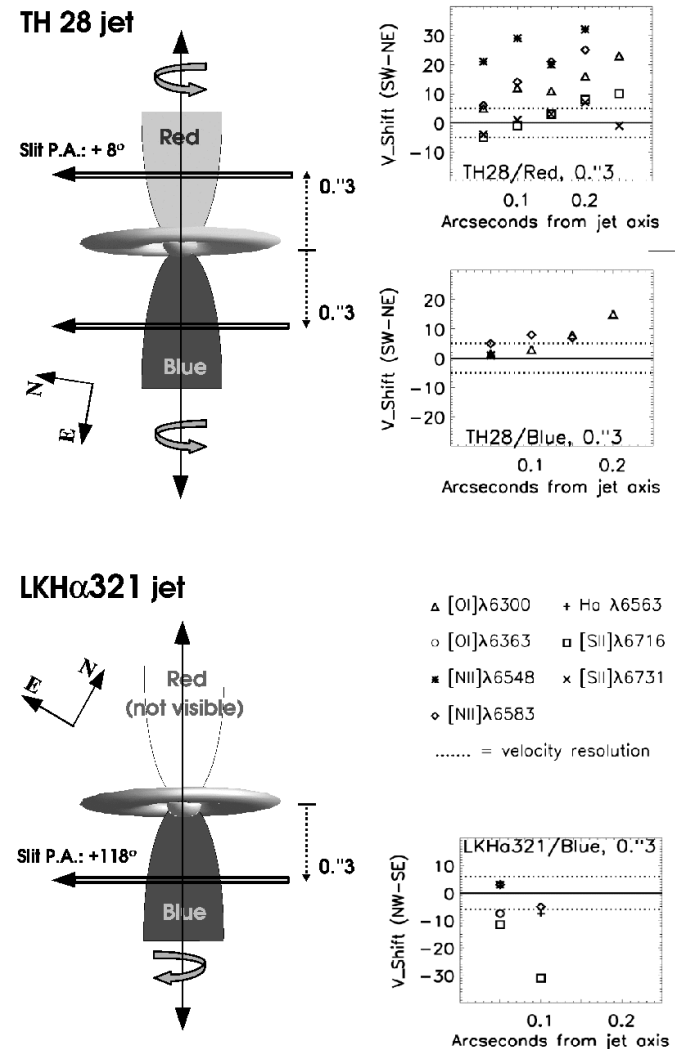 TH 28 jet
Red
Slit P.A.: + 8°
0."3
0."3
Blue
N
E
V_Shift (SW-NE)
30
20
10
0
-10
TH28/Red, 0."3
0.1 0.2
Arcseconds from jet axis
V_Shift (SW-NE)
20
10
0
-10
-20
TH28/Blue, 0."3
0.1 0.2
Arcseconds from jet axis
LKHα321 jet
N
E
Red
(not visible)
Slit P.A.: +118°
0."3
Blue
[OI]λ6300
Hα λ6563
[OI]λ6363
[SII]λ6716
[NII]λ6548
[SII]λ6731
[NII]λ6583
....... = velocity resolution
V_Shift (NW-SE)
10
0
-10
-20
-30
LKHα321/Blue, 0."3
0.1 0.2
Arcseconds from jet axis